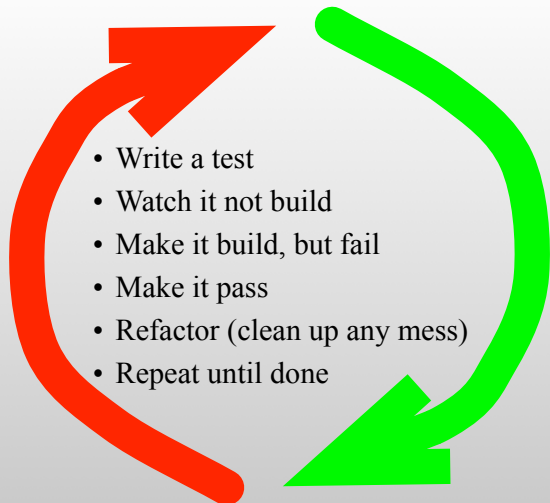 • Write a test
• Watch it not build
• Make it build, but fail
• Make it pass
• Refactor (clean up any mess)
• Repeat until done